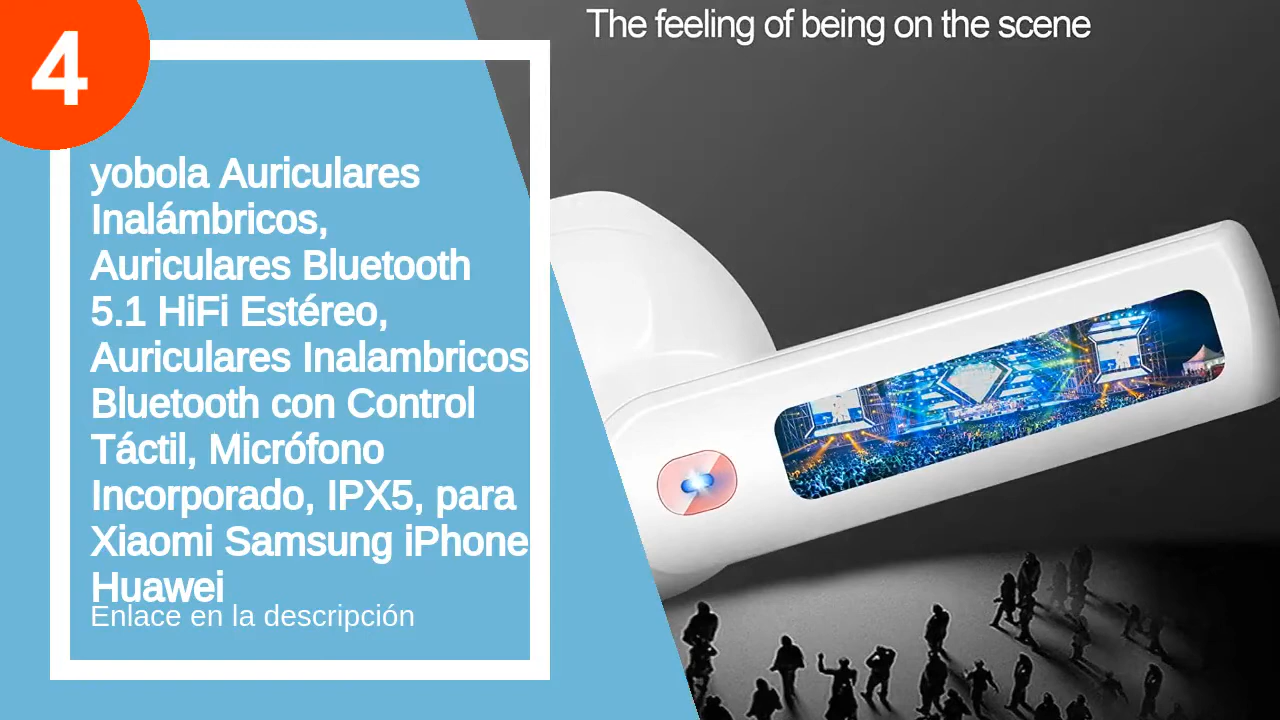 4
The feeling of being on the scene
yobola Auriculares
Inalámbricos,
Auriculares Bluetooth
5.1 HiFi Estéreo,
Auriculares Inalambricos
Bluetooth con Control
Táctil, Micrófono
Incorporado, IPX5, para
Xiaomi Samsung iPhone
Huawei
Enlace en la descripción